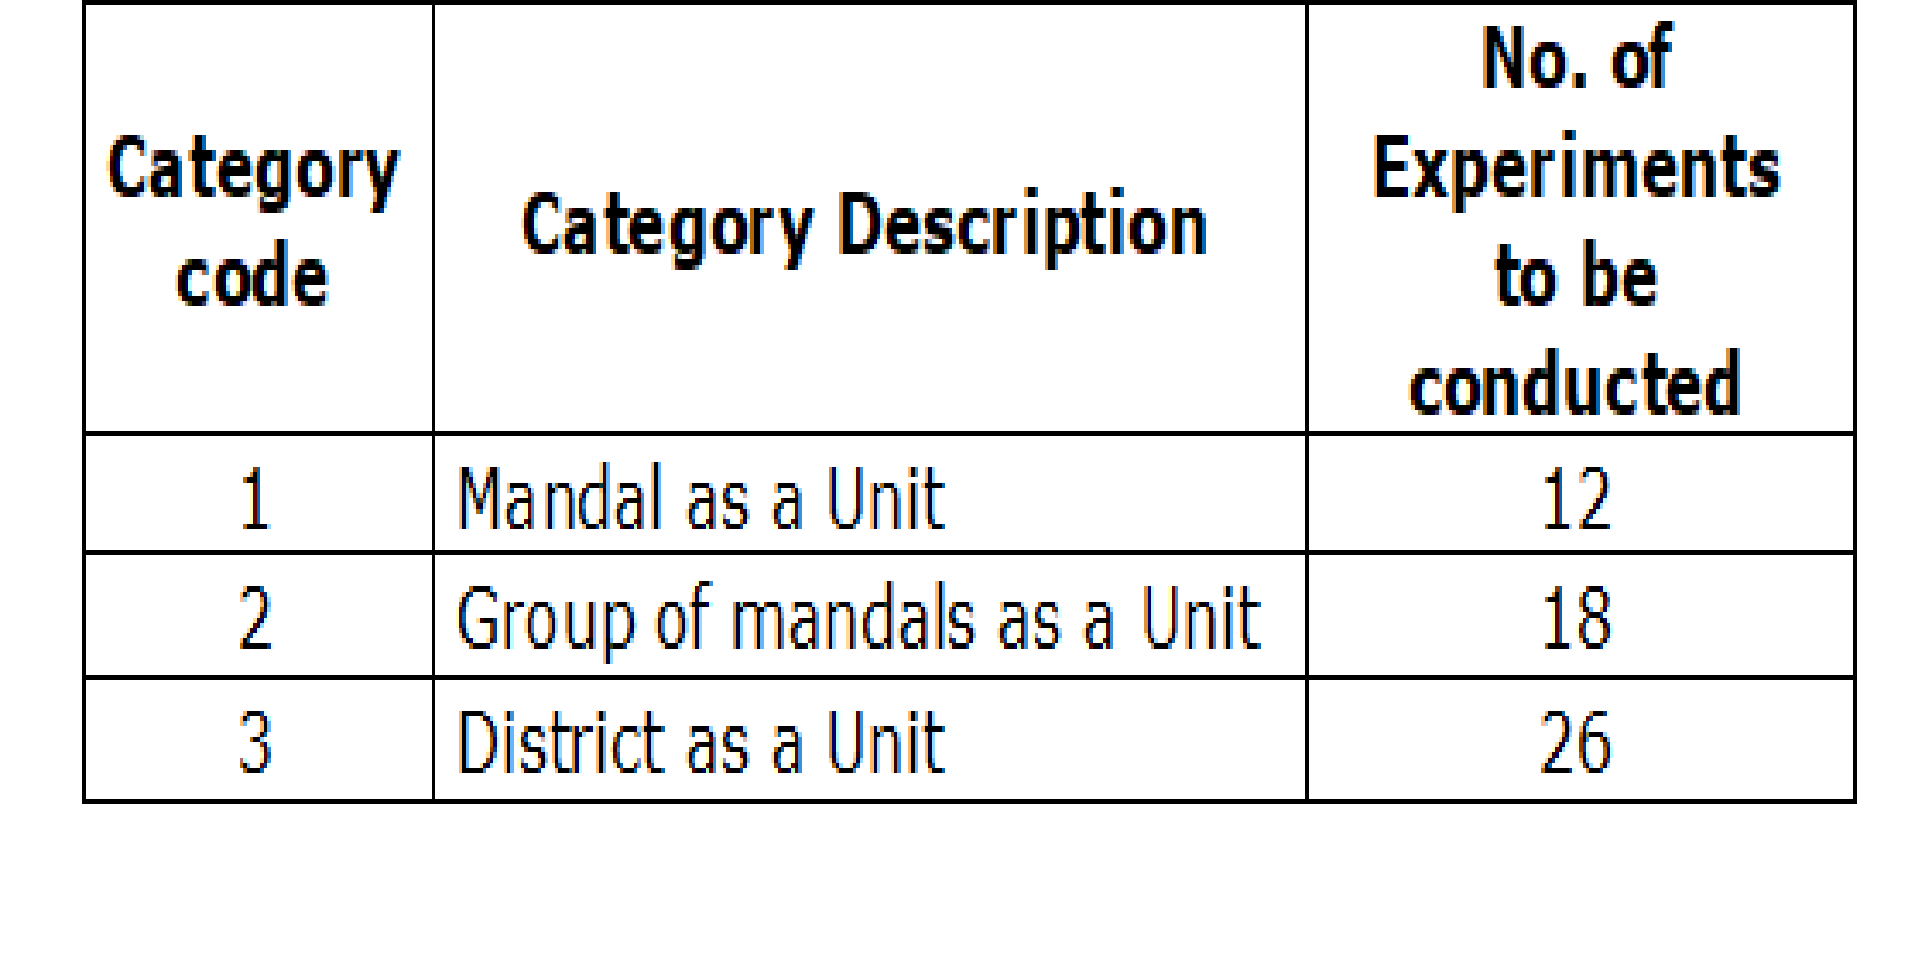 Category
code
Category Description
No. of
Experiments
to be
conducted
1 Mandal as a Unit 12
2 Group of mandals as a Unit 18
3 District as a Unit 26